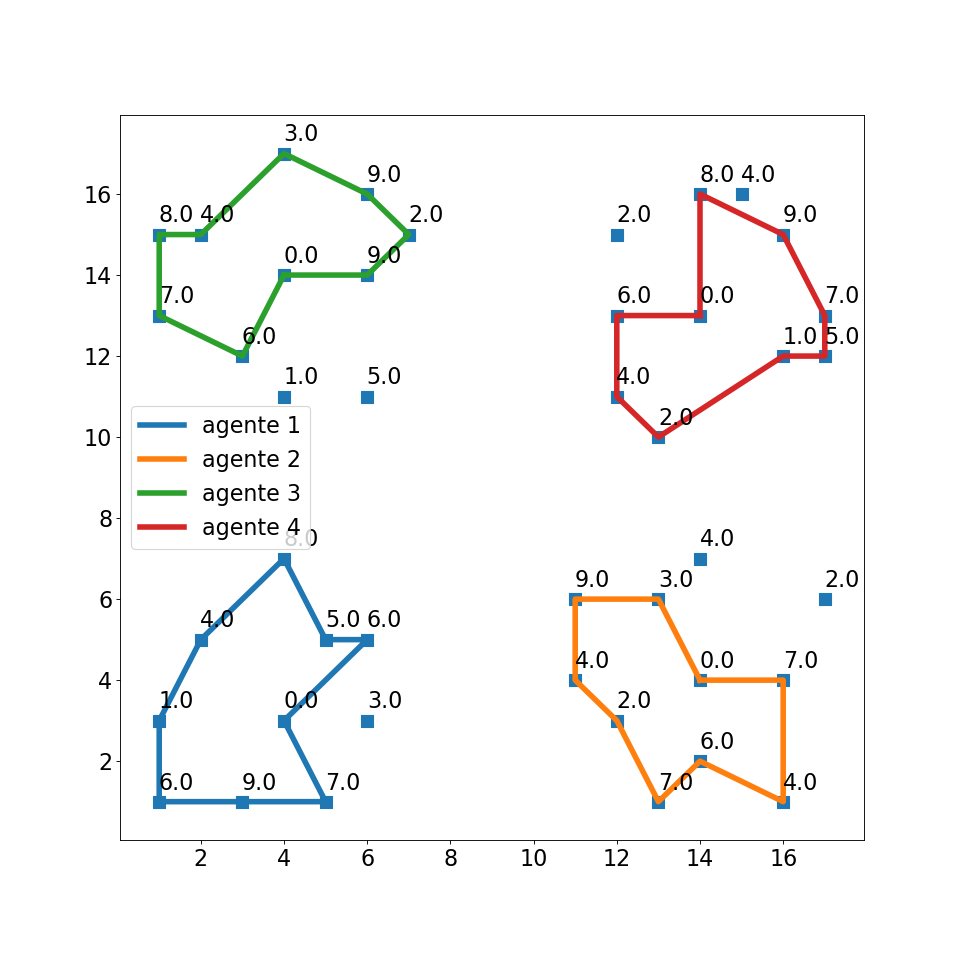 3.0
9.0
8.0 4.0
8.0 4.0 2.0
2.0 9.0
0.0 9.0
7.0 6.0 0.0 7.0
6.0 1.0 5.0
1.0 5.0 4.0
2.0
agente 1
agente 2
agente 3
agente 4
8.0 4.0
9.0 3.0 2.0
4.0 5.0 6.0
4.0 0.0 7.0
1.0 0.0 3.0 2.0
6.0
6.0 9.0 7.0 7.0 4.0
16
14
12
10
8
6
4
2
2 4 6 8 10 12 14 16